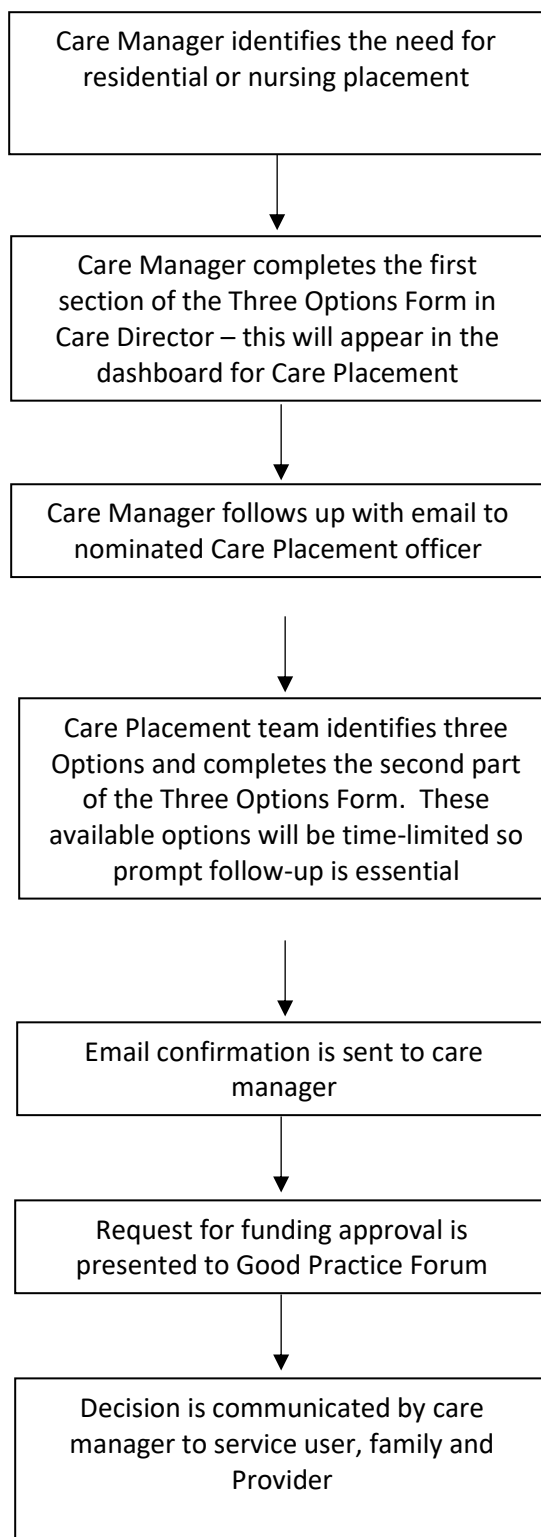 Care Manager identifies the need for
residential or nursing placement
Care Manager completes the first
section of the Three Options Form in
Care Director – this will appear in the
dashboard for Care Placement
Care Manager follows up with email to
nominated Care Placement officer
Care Placement team identifies three
Options and completes the second part
of the Three Options Form.  These
available options will be time-limited so
prompt follow-up is essential
Email confirmation is sent to care
manager
Request for funding approval is
presented to Good Practice Forum
Decision is communicated by care
manager to service user, family and
Provider